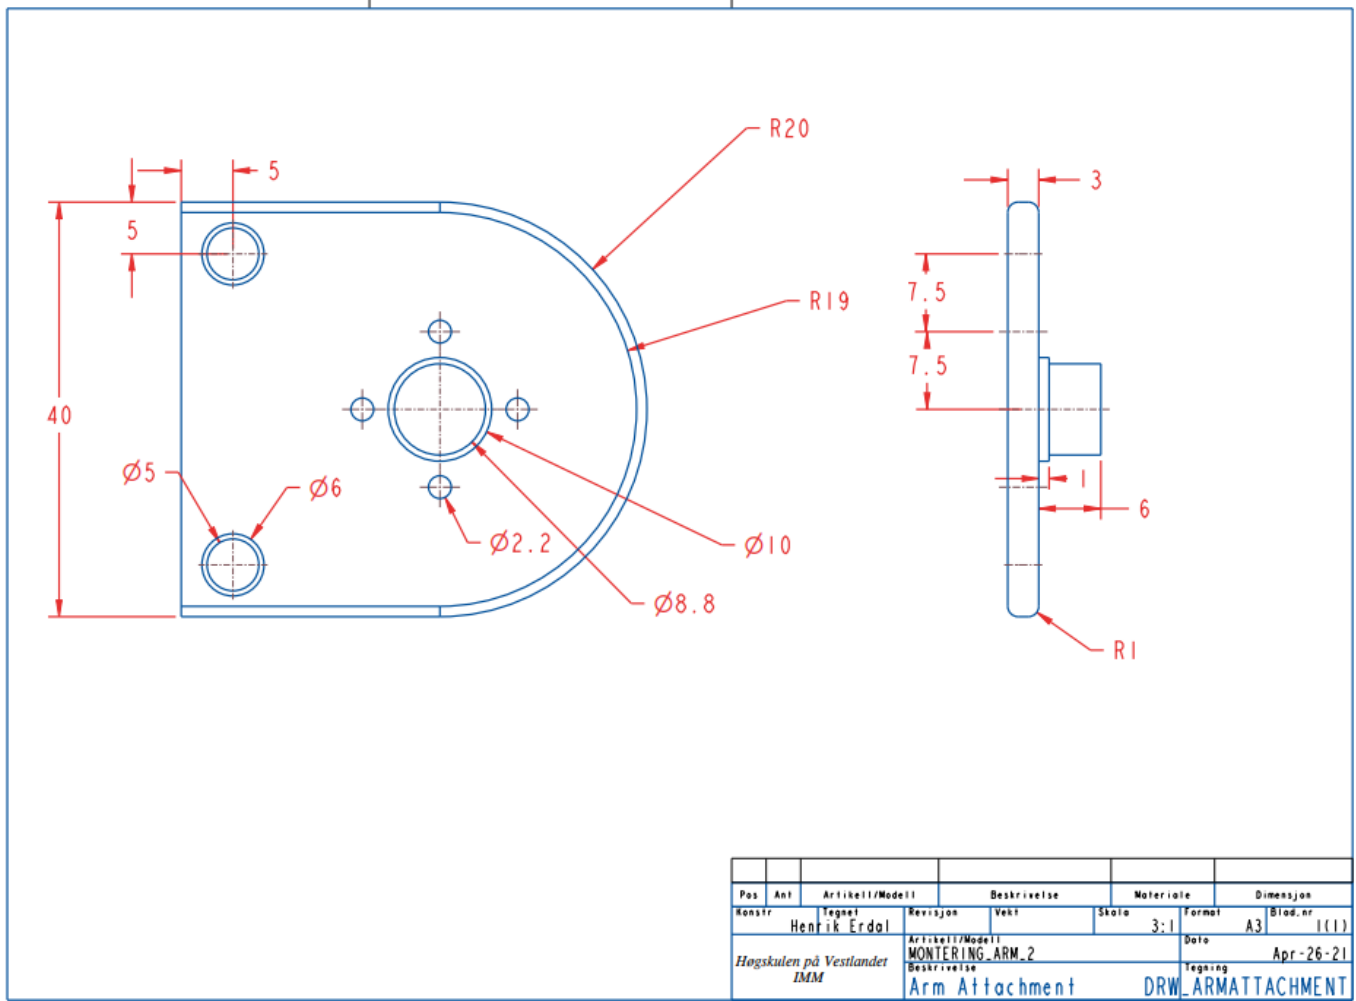 R20
5
3
5
7.5
R19
7.5
40
Ø5
Ø6
1
6
Ø2.2
Ø10
Ø8.8
R1
Pos Ant Artikell/Modell Beskrivelse Materiale Dimensjon
Konstr Tegnet Revisjon Vekt Skala Format Blad.nr
Henrik Erdal 3:1 A3 1(1)
Artikell/Modell Dato
MONTERING_ARM_2 Apr-26-21
Høgskulen på Vestlandet
IMM
Beskrivelse Tegning
Arm Attachment DRW_ARMATTACHMENT